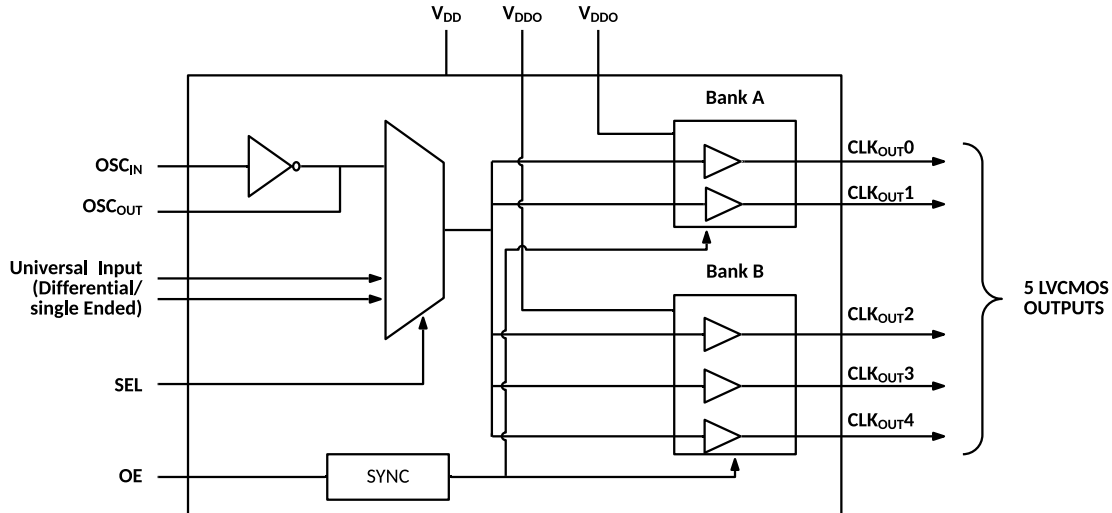 VDD VDDO VDDO
Bank A
OSCIN
CLKOUT0
OSCOUT
CLKOUT1
Universal Input
(Differential/
single Ended)
Bank B
5 LVCMOS
OUTPUTS
CLKOUT2
SEL
CLKOUT3
CLKOUT4
OE
SYNC